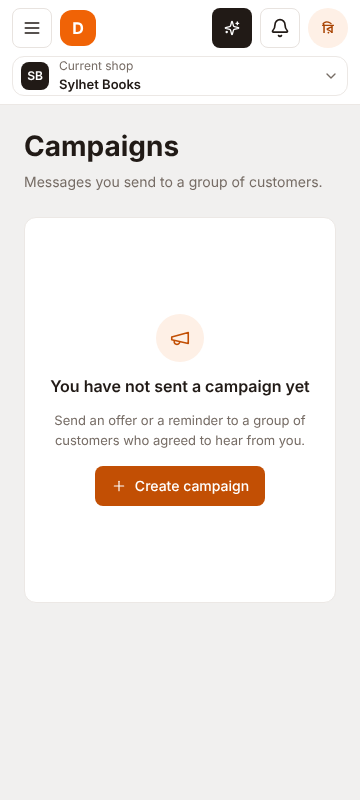 D
রি
SB
Current shop
Sylhet Books
Campaigns
Messages you send to a group of customers.
You have not sent a campaign yet
Send an offer or a reminder to a group of
customers who agreed to hear from you.
Create campaign